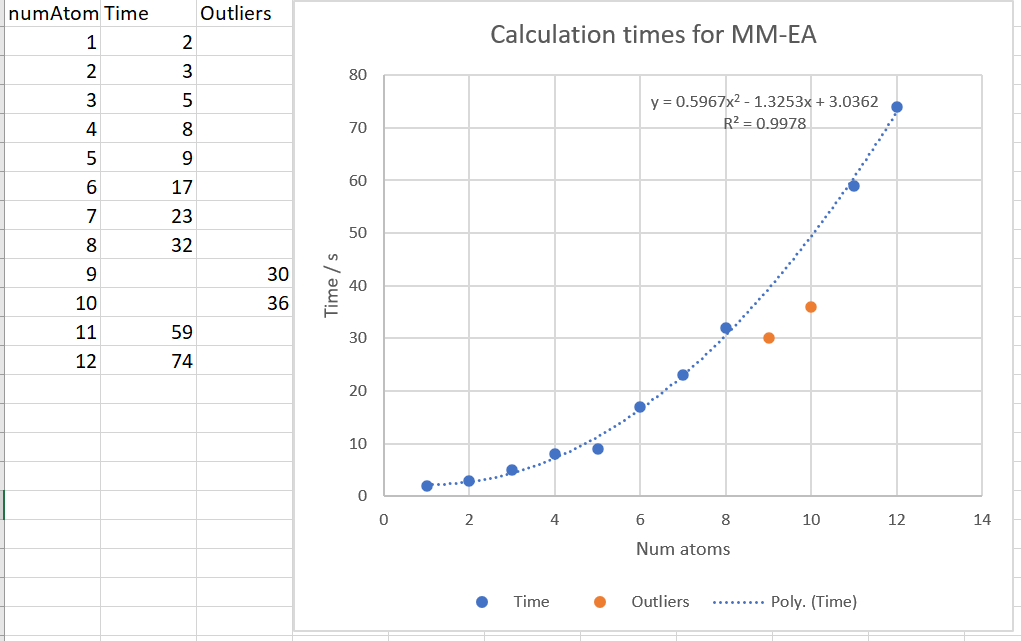 numAtom Time Outliers
1 2
2 3
3 5
4 8
5 9
6 17
7 23
8 32
9 30
10 36
11 59
12 74
Calculation times for MM-EA
y = 0.5967x² - 1.3253x + 3.0362
R² = 0.9978
80
70
60
50
40
30
20
10
0
Time / s
0 2 4 6 8 10 12 14
Num atoms
Time Outliers Poly. (Time)